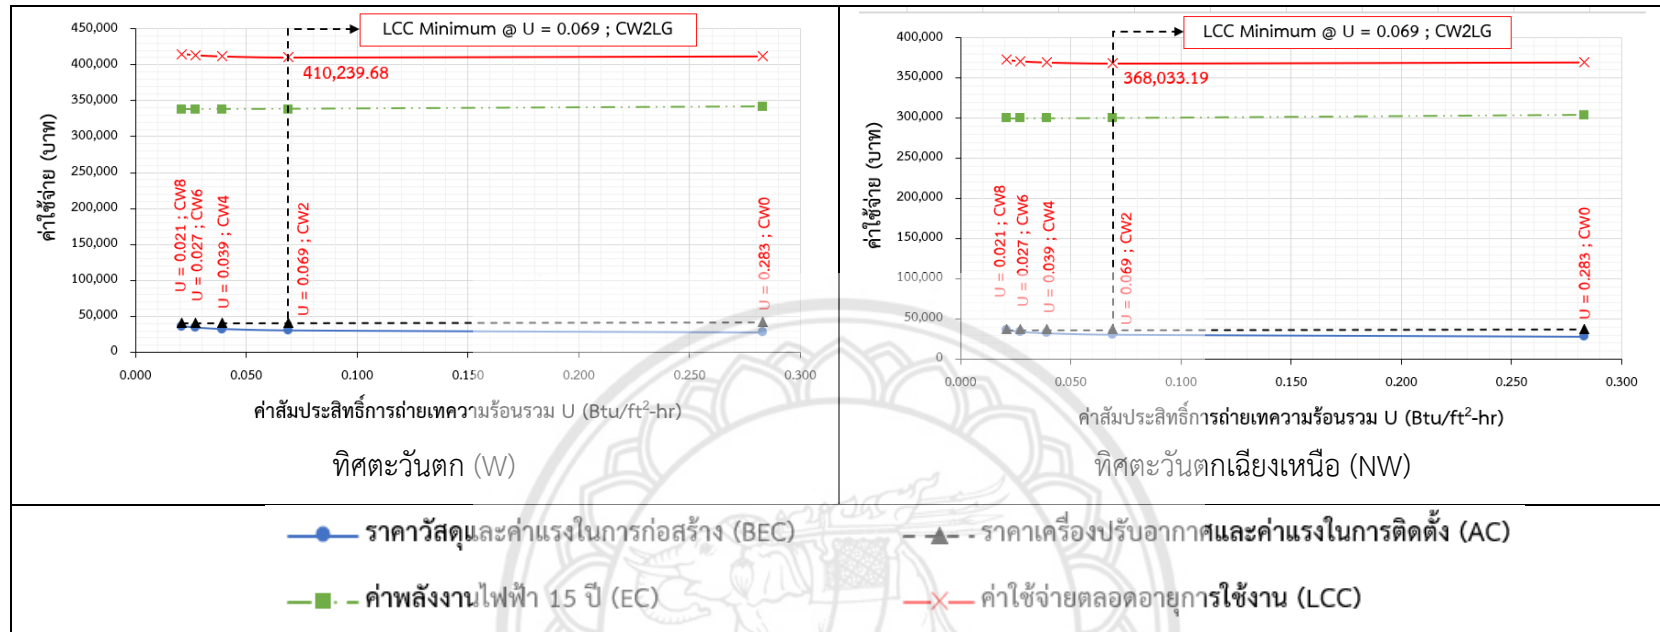 LCC Minimum @ U = 0.069 ; CW2LG
410,239.68
ค่าใช้จ่าย (บาท)
450,000
400,000
350,000
300,000
250,000
200,000
150,000
100,000
50,000
0
U = 0.021 ; CW8
U = 0.027 ; CW6
U = 0.039 ; CW4
U = 0.069 ; CW2
U = 0.283 ; CW0
0.000 0.050 0.100 0.150 0.200 0.250 0.300
ค่าสัมประสิทธิ์การถ่ายเทความร้อนรวม U (Btu/ft²-hr)
ทิศตะวันตก (W)
LCC Minimum @ U = 0.069 ; CW2LG
368,033.19
ค่าใช้จ่าย (บาท)
400,000
350,000
300,000
250,000
200,000
150,000
100,000
50,000
0
U = 0.021 ; CW8
U = 0.027 ; CW6
U = 0.039 ; CW4
U = 0.069 ; CW2
U = 0.283 ; CW0
0.000 0.050 0.100 0.150 0.200 0.250 0.300
ค่าสัมประสิทธิ์การถ่ายเทความร้อนรวม U (Btu/ft²-hr)
ทิศตะวันตกเฉียงเหนือ (NW)
ราคาวัสดุและค่าแรงในการก่อสร้าง (BEC)
ราคาเครื่องปรับอากาศและค่าแรงในการติดตั้ง (AC)
ค่าพลังงานไฟฟ้า 15 ปี (EC)
ค่าใช้จ่ายตลอดอายุการใช้งาน (LCC)